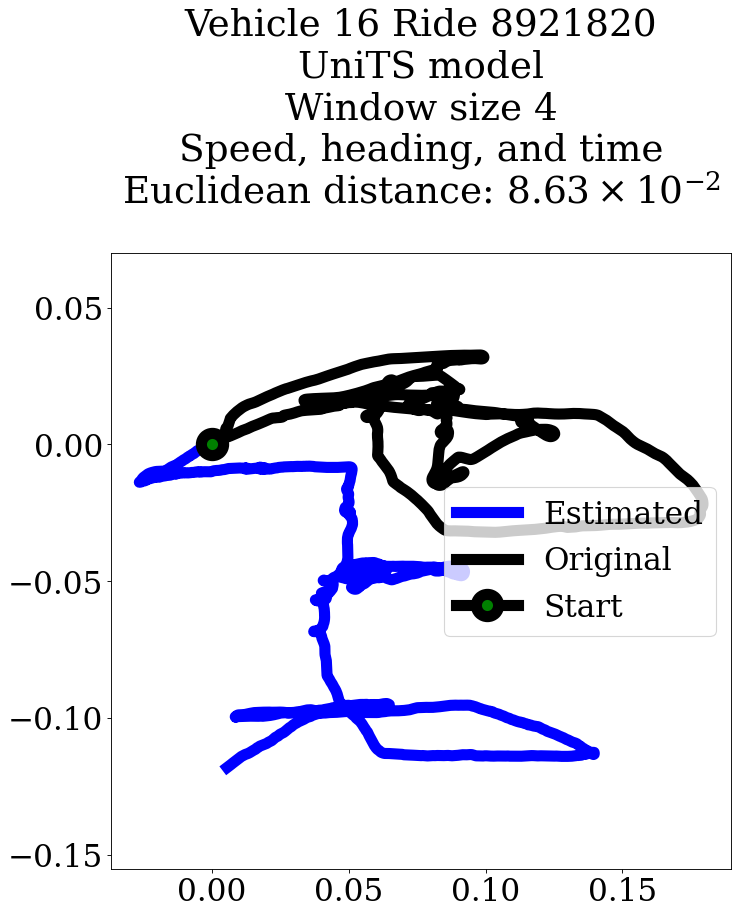 Vehicle 16 Ride 8921820
UniTS model
Window size 4
Speed, heading, and time
Euclidean distance: 8.63 × 10⁻²
0.05
0.00
−0.05
−0.10
−0.15
Estimated
Original
Start
0.00 0.05 0.10 0.15